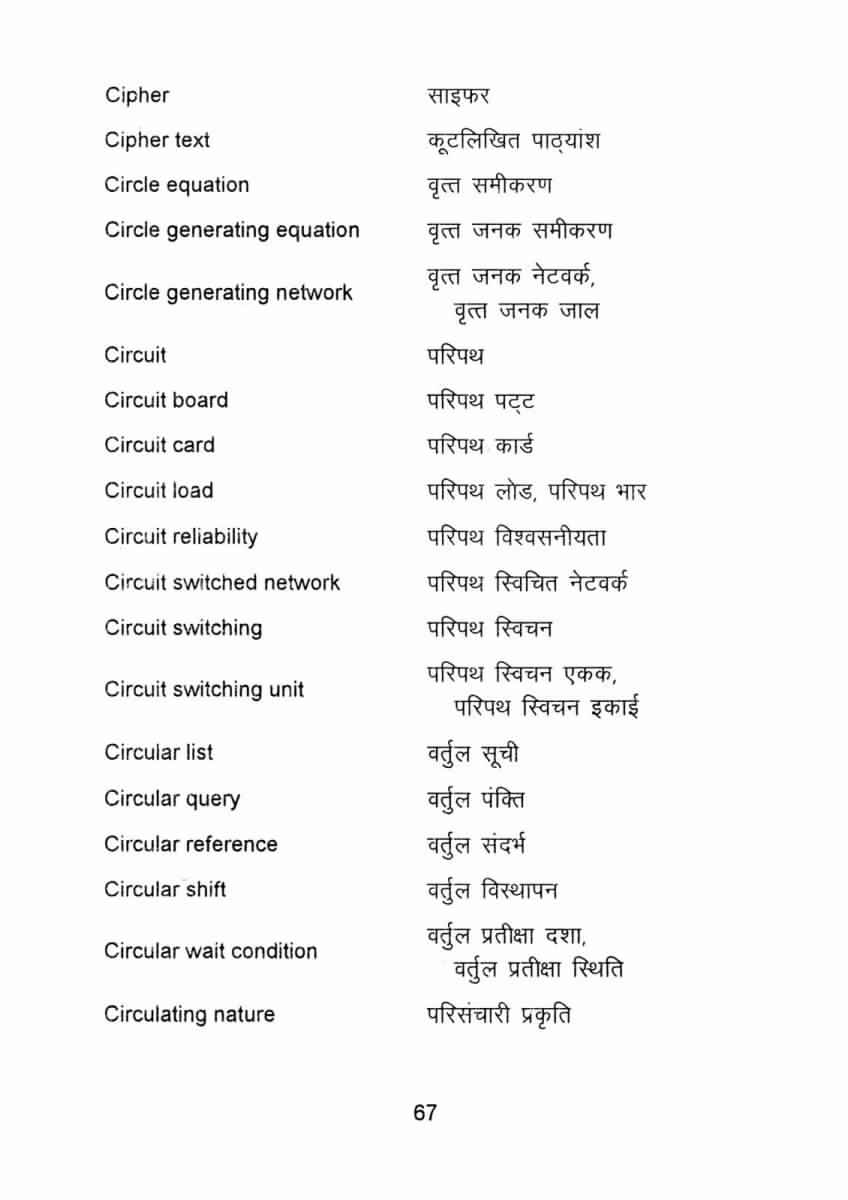 Cipher साइफर
Cipher text कूटलिखित पाठ्यांश
Circle equation वृत्त समीकरण
Circle generating equation वृत्त जनक समीकरण
Circle generating network वृत्त जनक नेटवर्क,
वृत्त जनक जाल
Circuit परिपथ
Circuit board परिपथ पट्ट
Circuit card परिपथ कार्ड
Circuit load परिपथ लोड, परिपथ भार
Circuit reliability परिपथ विश्वसनीयता
Circuit switched network परिपथ स्विचित नेटवर्क
Circuit switching परिपथ स्विचन
Circuit switching unit परिपथ स्विचन एकक,
परिपथ स्विचन इकाई
Circular list वर्तुल सूची
Circular query वर्तुल पंक्ति
Circular reference वर्तुल संदर्भ
Circular shift वर्तुल विस्थापन
Circular wait condition वर्तुल प्रतीक्षा दशा,
वर्तुल प्रतीक्षा स्थिति
Circulating nature परिसंचारी प्रकृति
67